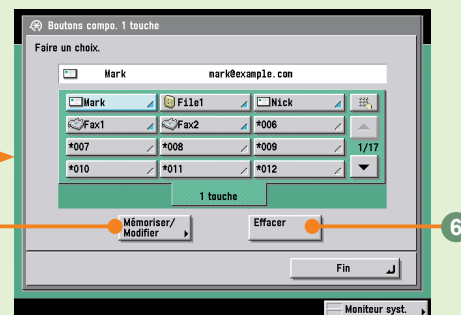 Boutons compo. 1 touche
Faire un choix.
Mark mark@example.com
Mark File1 Nick
Fax1 Fax2 *006
*007 *008 *009 1/17
*010 *011 *012
1 touche
Mémoriser/
Modifier
Effacer
6
Fin
Moniteur syst.